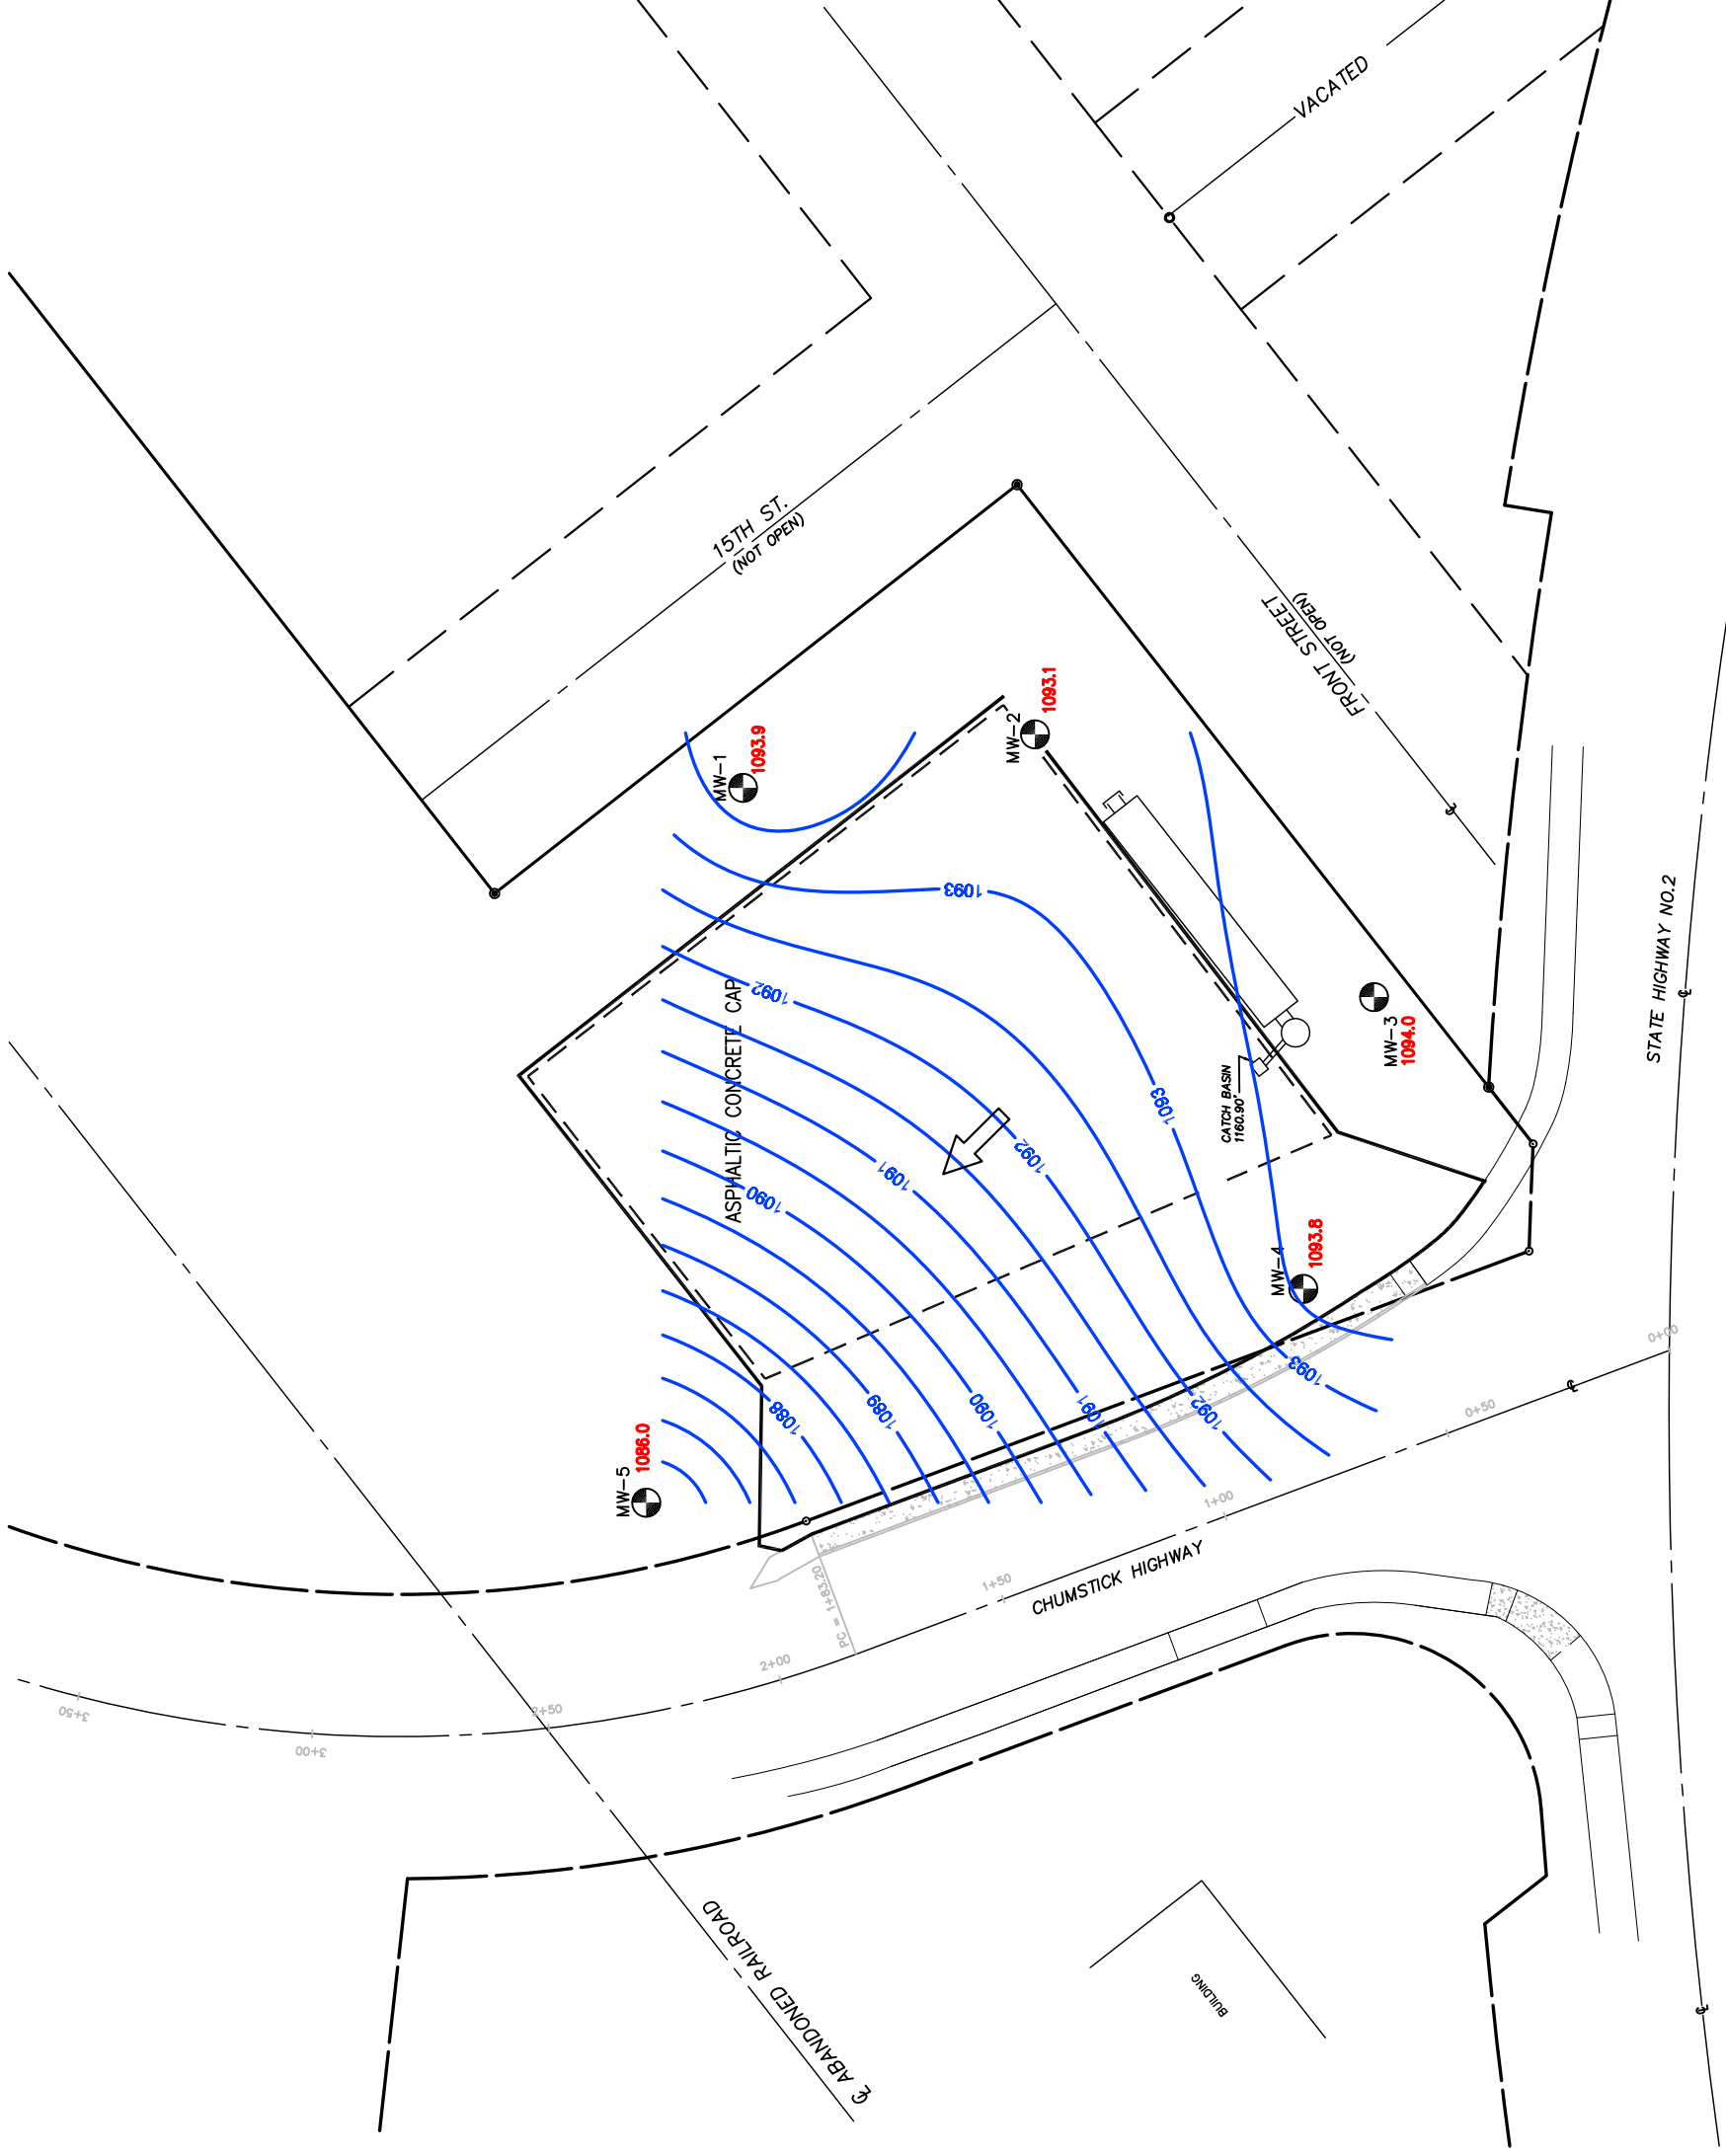 VACATED
15TH ST.
(NOT OPEN)
FRONT STREET
(NOT OPEN)
MW-1
1093.9
MW-2
1093.1
1093
1092
ASPHALTIC CONCRETE CAP
STATE HIGHWAY NO.2
MW-3
1094.0
CATCH BASIN
1160.90'
1093
1092
1091
1090
MW-4
1093.8
0+00
1093
1092
1091
1090
1089
1088
0+50
MW-5
1086.0
1+00
CHUMSTICK HIGHWAY
1+50
PC = 1+83.20
2+00
2+50
3+00
3+50
℄ ABANDONED RAILROAD
BUILDING